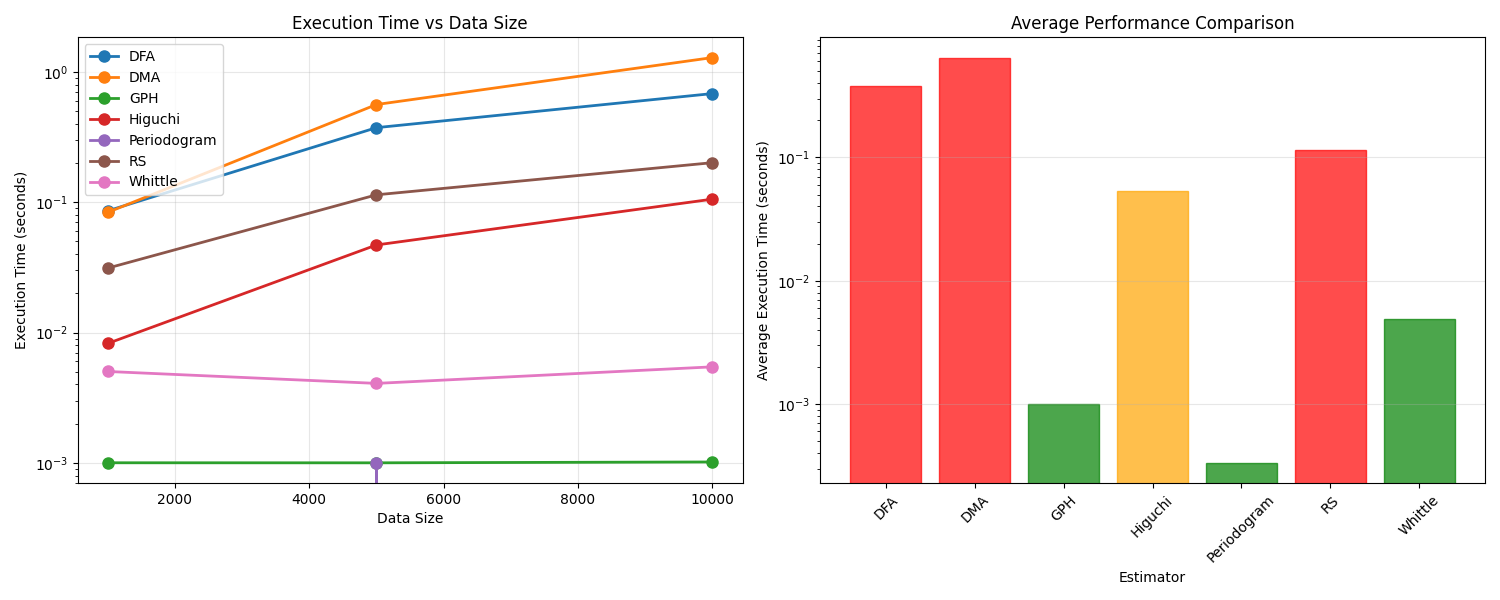 Execution Time vs Data Size
DFA
DMA
GPH
Higuchi
Periodogram
RS
Whittle
Execution Time (seconds)
10⁰
10⁻¹
10⁻²
10⁻³
2000 4000 6000 8000 10000
Data Size
Average Performance Comparison
Average Execution Time (seconds)
10⁻¹
10⁻²
10⁻³
DFA DMA GPH Higuchi Periodogram RS Whittle
Estimator